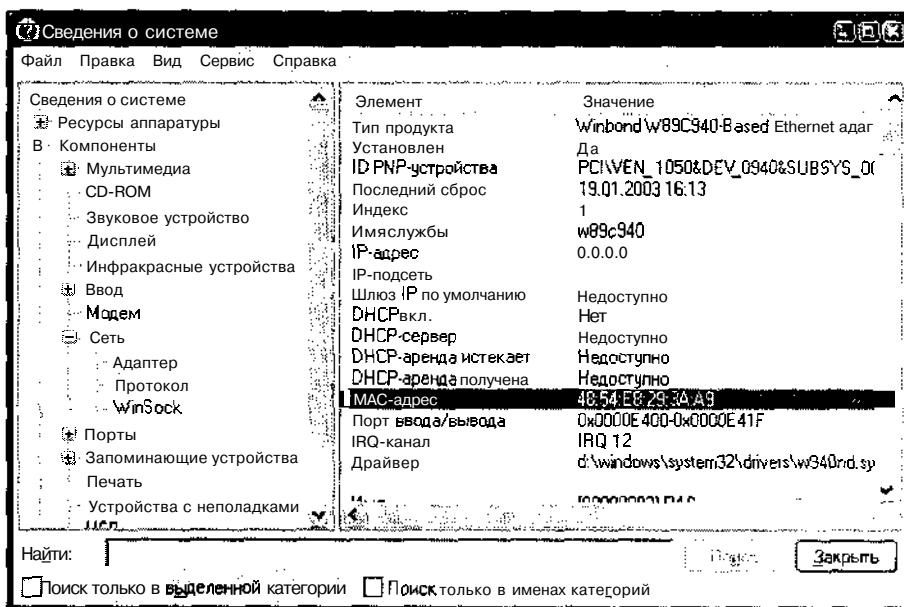 Сведения о системе
Файл Правка Вид Сервис Справка
Сведения о системе
Ресурсы аппаратуры
В Компоненты
Мультимедиа
CD-ROM
Звуковое устройство
Дисплей
Инфракрасные устройства
Ввод
Модем
Сеть
Адаптер
Протокол
WinSock
Порты
Запоминающие устройства
Печать
Устройства с неполадками
Элемент Значение
Тип продукта Winbond W89C940-Based Ethernet адаг
Установлен Да
ID PNP-устройства PCI\VEN_1050&DEV_0940&SUBSYS_0(
Последний сброс 19.01.2003 16:13
Индекс 1
Имяслужбы w89c940
IP-адрес 0.0.0.0
IP-подсеть
Шлюз IP по умолчанию Недоступно
DHCPвкл. Нет
DHCP-сервер Недоступно
DHCP-аренда истекает Недоступно
DHCP-аренда получена Недоступно
MAC-адрес 48:54:E8:29:3A:A9
Порт ввода/вывода 0x0000E400-0x0000E41F
IRQ-канал IRQ 12
Драйвер d:\windows\system32\drivers\w940nd.sy
Найти: Закрыть
Поиск только в выделенной категории Поиск только в именах категорий